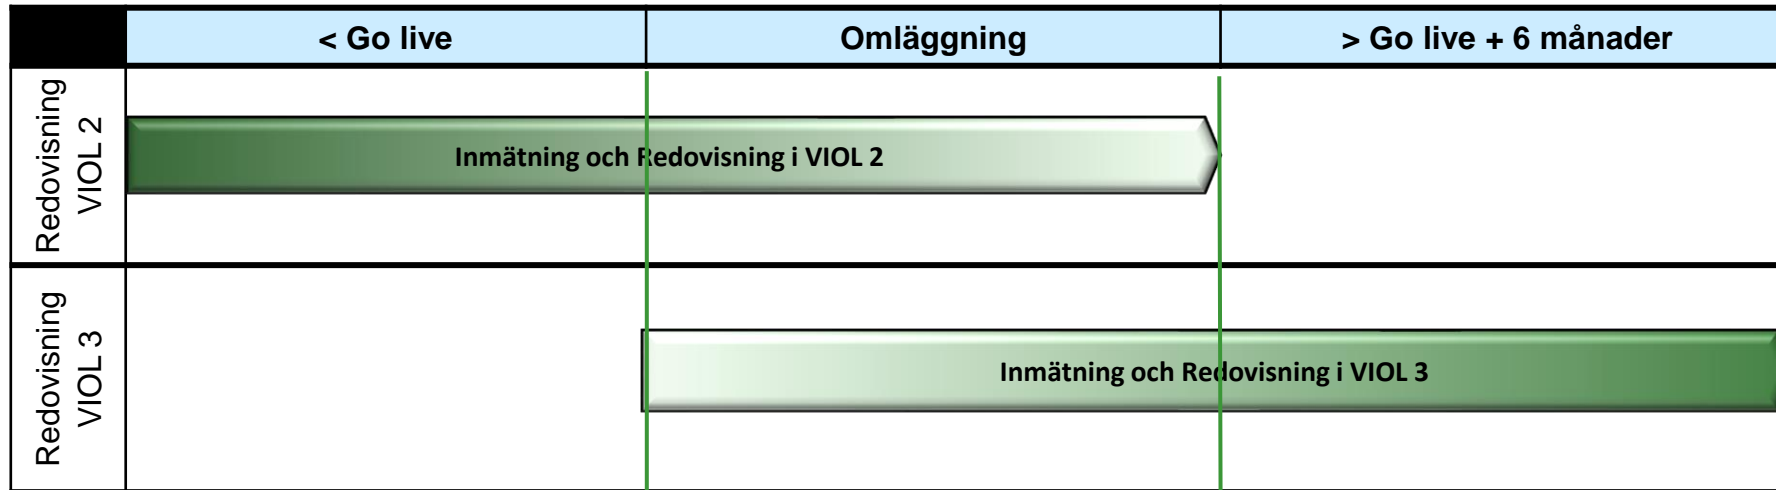 < Go live
Omläggning
> Go live + 6 månader
Redovisning
VIOL 2
Inmätning och Redovisning i VIOL 2
Redovisning
VIOL 3
Inmätning och Redovisning i VIOL 3